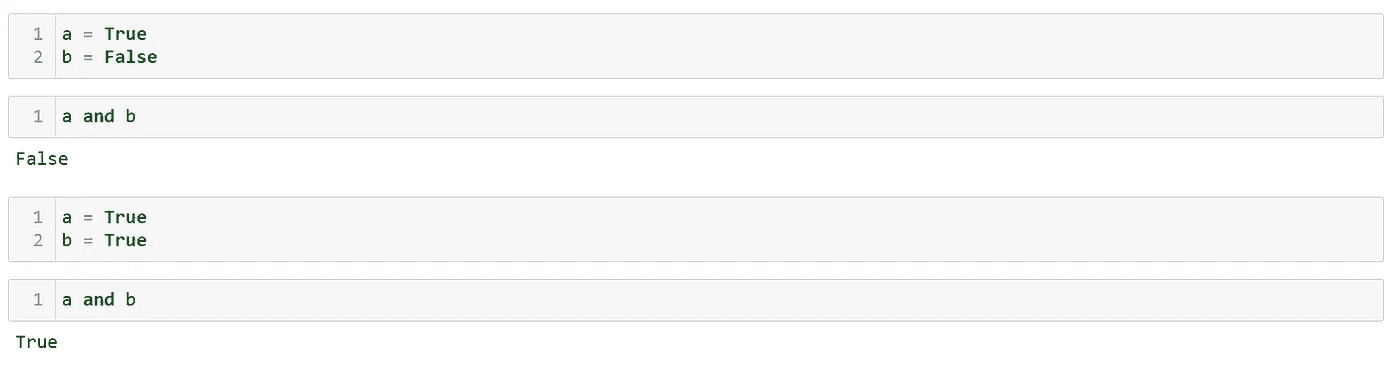 1 a = True
2 b = False
1 a and b
False
1 a = True
2 b = True
1 a and b
True